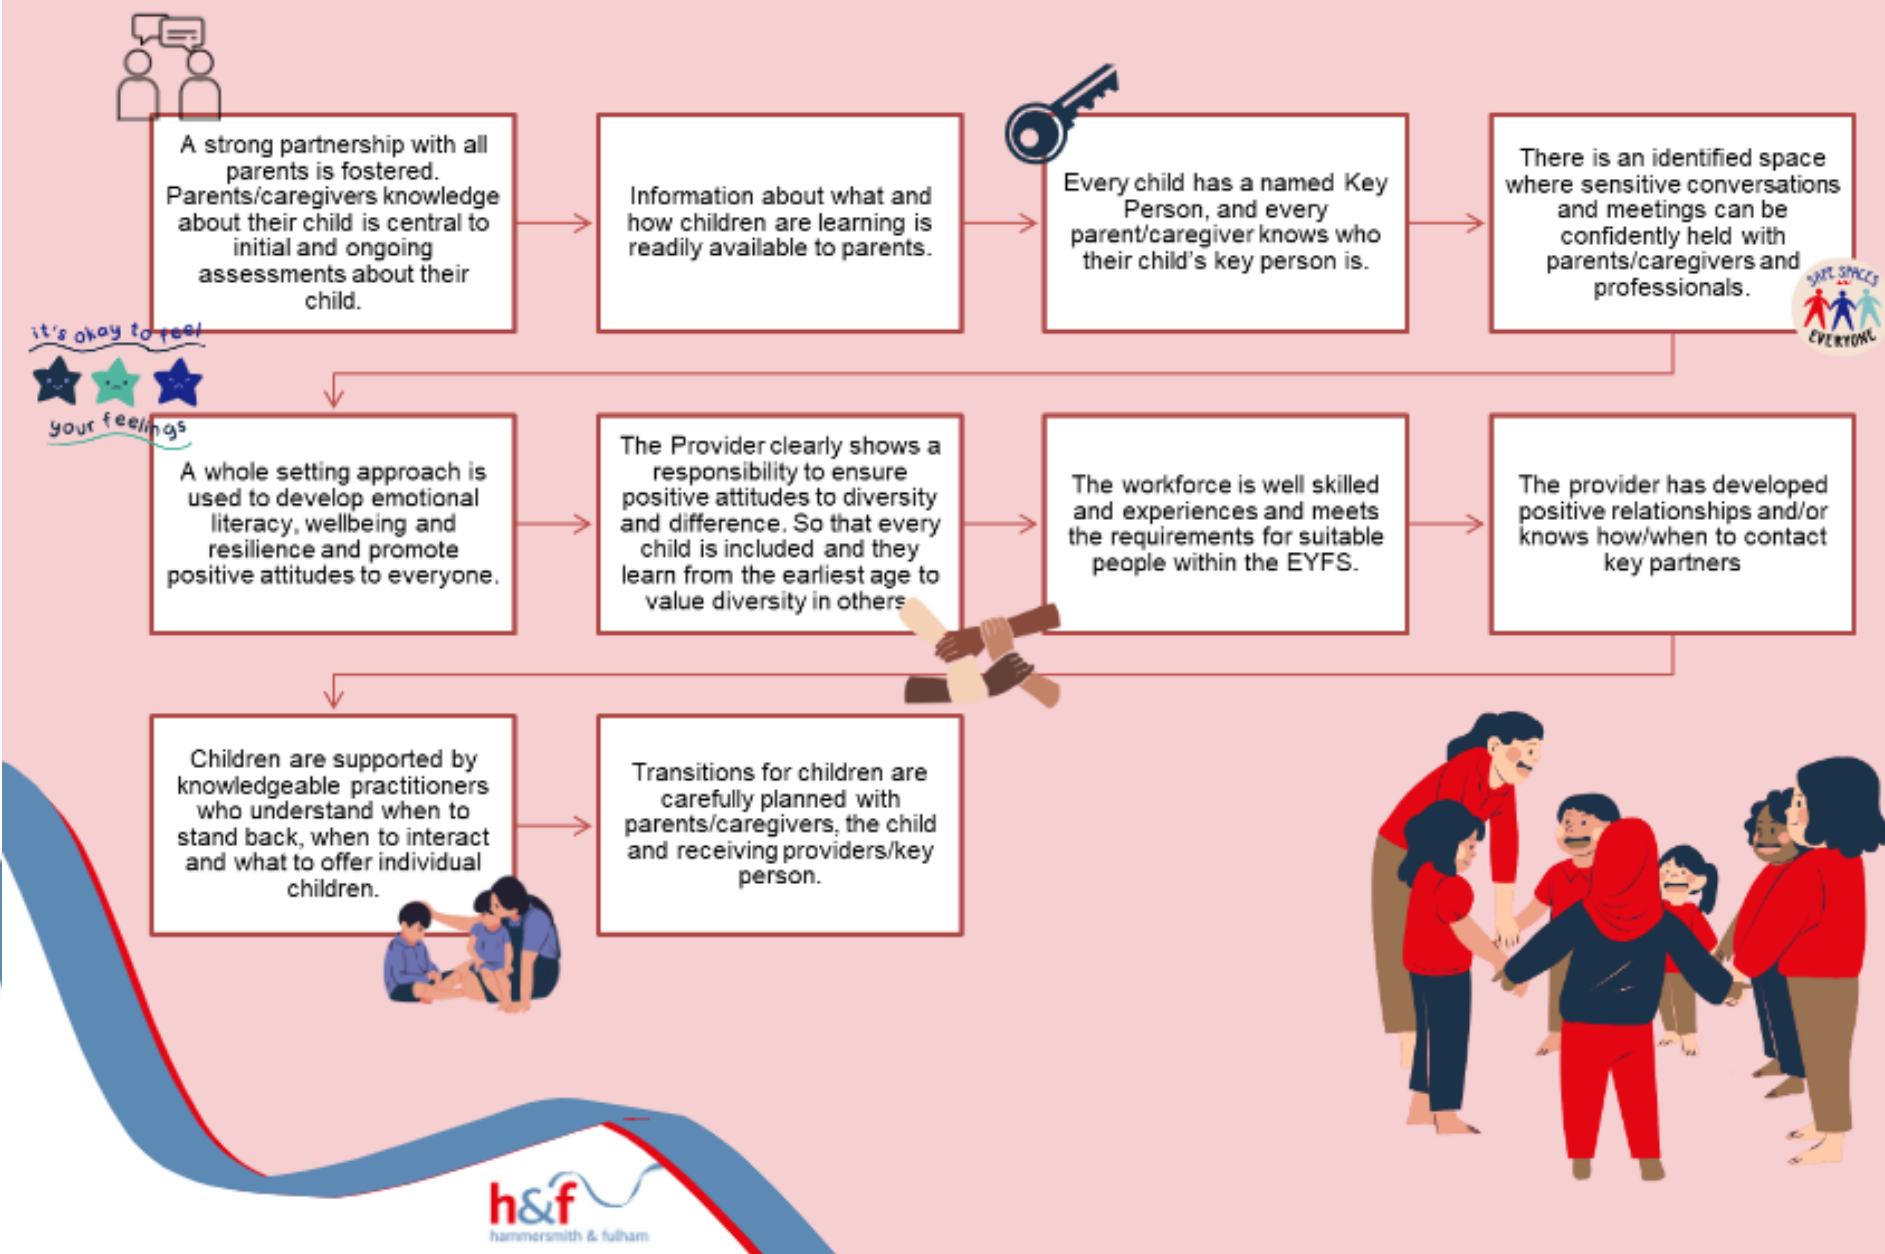 A strong partnership with all
parents is fostered.
Parents/caregivers knowledge
about their child is central to
initial and ongoing
assessments about their
child.
Information about what and
how children are learning is
readily available to parents.
Every child has a named Key
Person, and every
parent/caregiver knows who
their child's key person is.
There is an identified space
where sensitive conversations
and meetings can be
confidently held with
parents/caregivers and
professionals.
SAFE SPACES
EVERYONE
it's okay to feel
your feelings
A whole setting approach is
used to develop emotional
literacy, wellbeing and
resilience and promote
positive attitudes to everyone.
The Provider clearly shows a
responsibility to ensure
positive attitudes to diversity
and difference. So that every
child is included and they
learn from the earliest age to
value diversity in others
The workforce is well skilled
and experiences and meets
the requirements for suitable
people within the EYFS.
The provider has developed
positive relationships and/or
knows how/when to contact
key partners
Children are supported by
knowledgeable practitioners
who understand when to
stand back, when to interact
and what to offer individual
children.
Transitions for children are
carefully planned with
parents/caregivers, the child
and receiving providers/key
person.
h&f
hammersmith & fulham